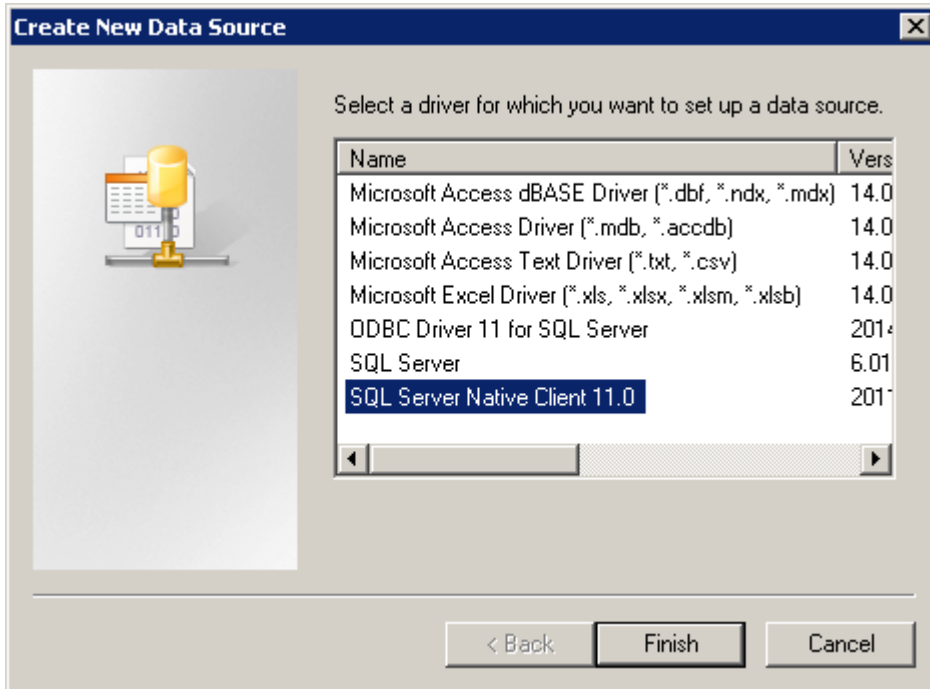 Create New Data Source
Select a driver for which you want to set up a data source.
Name Vers
Microsoft Access dBASE Driver (*.dbf, *.ndx, *.mdx) 14.0
Microsoft Access Driver (*.mdb, *.accdb) 14.0
Microsoft Access Text Driver (*.txt, *.csv) 14.0
Microsoft Excel Driver (*.xls, *.xlsx, *.xlsm, *.xlsb) 14.0
ODBC Driver 11 for SQL Server 2014
SQL Server 6.01
SQL Server Native Client 11.0 2011
< Back Finish Cancel